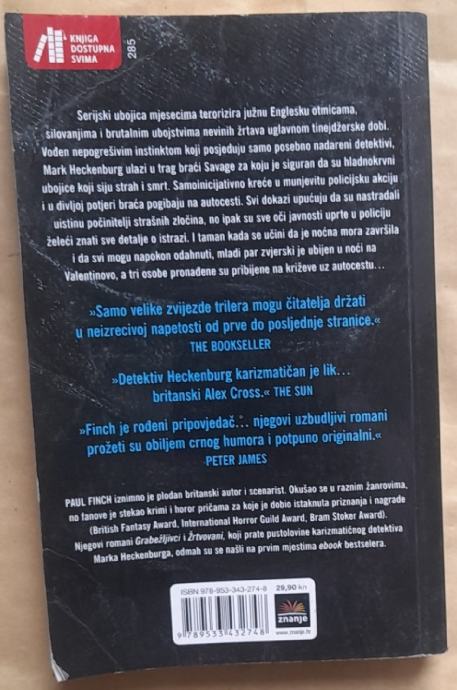 KNJIGA
DOSTUPNA
SVIMA
285
Serijski ubojica mjesecima terorizira južnu Englesku otmicama,
silovanjima i brutalnim ubojstvima nevinih žrtava uglavnom tinejdžerske dobi.
Vođen nepogrešivim instinktom koji posjeduju samo posebno nadareni detektivi,
Mark Heckenburg ulazi u trag braći Savage za koju je siguran da su hladnokrvni
ubojice koji siju strah i smrt. Samoinicijativno kreće u munjevitu policijsku akciju
i u divljoj potjeri braća pogibaju na autocesti. Svi dokazi upućuju da su nastradali
uistinu počinitelji strašnih zločina, no ipak su sve oči javnosti uprte u policiju
želeći znati sve detalje o istrazi. I taman kada se učini da je noćna mora završila
i da svi mogu napokon odahnuti, mladi par zvjerski je ubijen u noći na
Valentinovo, a tri osobe pronađene su pribijene na križeve uz autocestu...
»Samo velike zvijezde trilera mogu čitatelja držati
u neizrecivoj napetosti od prve do posljednje stranice.«
THE BOOKSELLER
»Detektiv Heckenburg karizmatičan je lik...
britanski Alex Cross.« THE SUN
»Finch je rođeni pripovjedač... njegovi uzbudljivi romani
prožeti su obiljem crnog humora i potpuno originalni.«
PETER JAMES
PAUL FINCH iznimno je plodan britanski autor i scenarist. Okušao se u raznim žanrovima,
no fanove je stekao krimi i horor pričama za koje je dobio istaknuta priznanja i nagrade
(British Fantasy Award, International Horror Guild Award, Bram Stoker Award).
Njegovi romani Grabežljivci i Žrtvovani, koji prate pustolovine karizmatičnog detektiva
Marka Heckenburga, odmah su se našli na prvim mjestima ebook bestselera.
ISBN 978-953-343-274-8
29,90 kn
9 789533 432748
znanje
www.znanje.hr